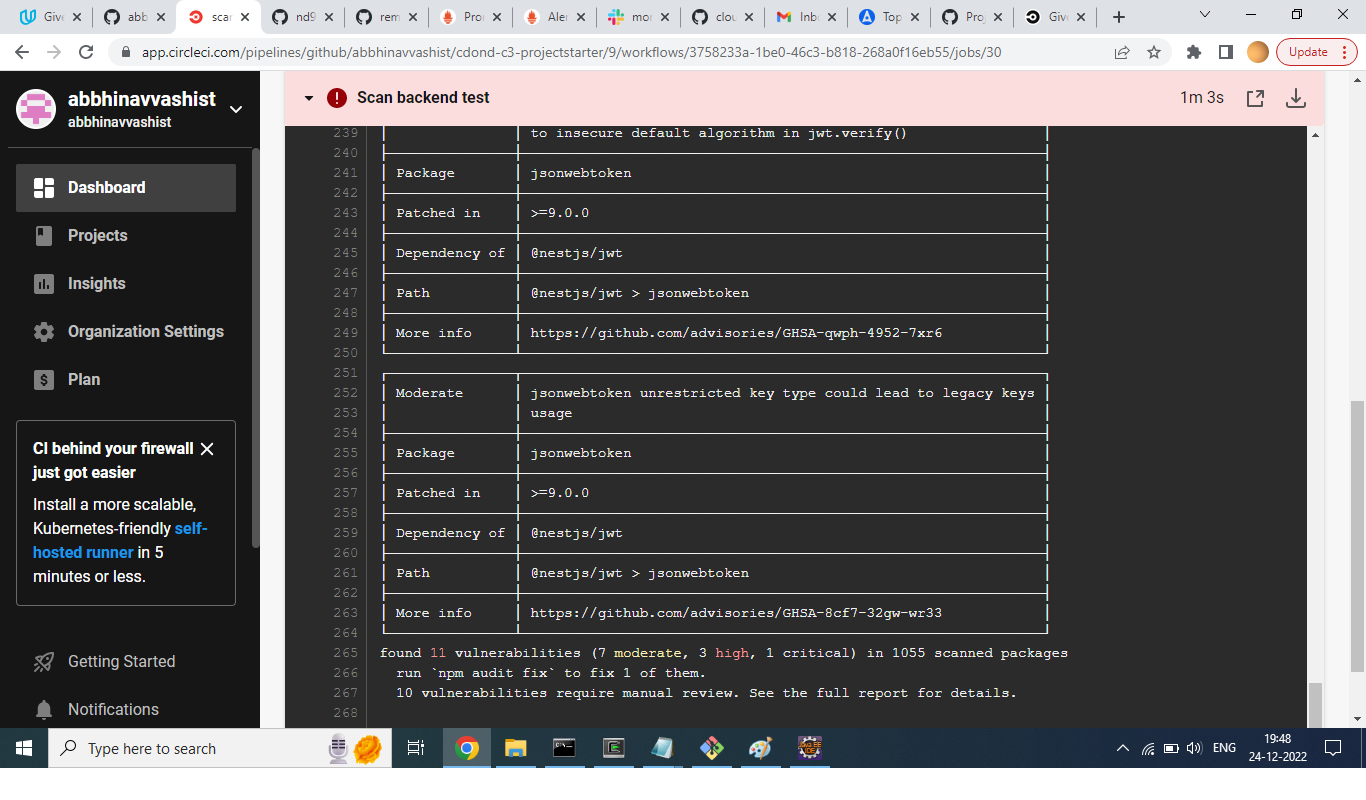 Give
abb
scan
nd9
rem
Pro
Aler
mo
clou
Inb
Top
Proj
Give
app.circleci.com/pipelines/github/abbhinavvashist/cdond-c3-projectstarter/9/workflows/3758233a-1be0-46c3-b818-268a0f16eb55/jobs/30
Update
abbhinavvashist
abbhinavvashist
Dashboard
Projects
Insights
Organization Settings
Plan
CI behind your firewall
just got easier
Install a more scalable,
Kubernetes-friendly self-
hosted runner in 5
minutes or less.
Getting Started
Notifications
Scan backend test
1m 3s
239 to insecure default algorithm in jwt.verify()
240
241 Package jsonwebtoken
242
243 Patched in >=9.0.0
244
245 Dependency of @nestjs/jwt
246
247 Path @nestjs/jwt > jsonwebtoken
248
249 More info https://github.com/advisories/GHSA-qwph-4952-7xr6
250
251
252 Moderate jsonwebtoken unrestricted key type could lead to legacy keys
253 usage
254
255 Package jsonwebtoken
256
257 Patched in >=9.0.0
258
259 Dependency of @nestjs/jwt
260
261 Path @nestjs/jwt > jsonwebtoken
262
263 More info https://github.com/advisories/GHSA-8cf7-32gw-wr33
264
265 found 11 vulnerabilities (7 moderate, 3 high, 1 critical) in 1055 scanned packages
266 run `npm audit fix` to fix 1 of them.
267 10 vulnerabilities require manual review. See the full report for details.
268
Type here to search
ENG
19:48
24-12-2022